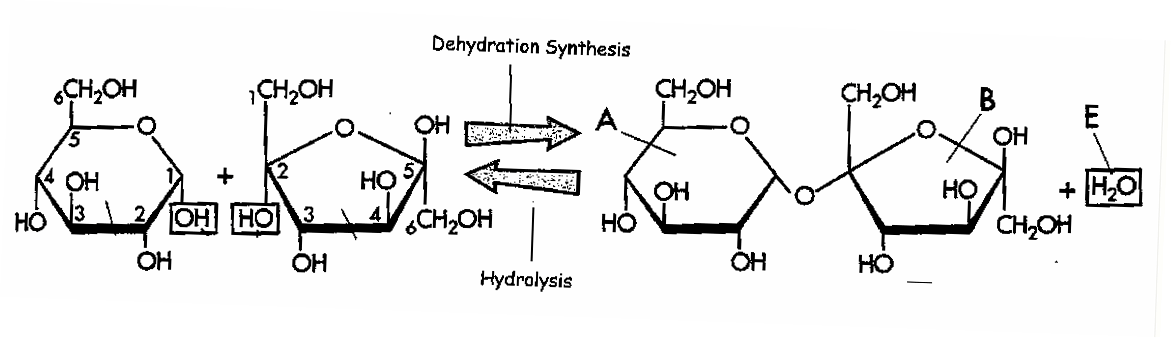 Dehydration Synthesis
6CH₂OH
O
5
4
OH
1
HO
3
2
OH
OH
+
1CH₂OH
O
OH
2
HO
5
HO
3
4
6CH₂OH
OH
A
CH₂OH
O
OH
HO
OH
O
CH₂OH
O
B
OH
HO
CH₂OH
HO
+
E
H₂O
Hydrolysis